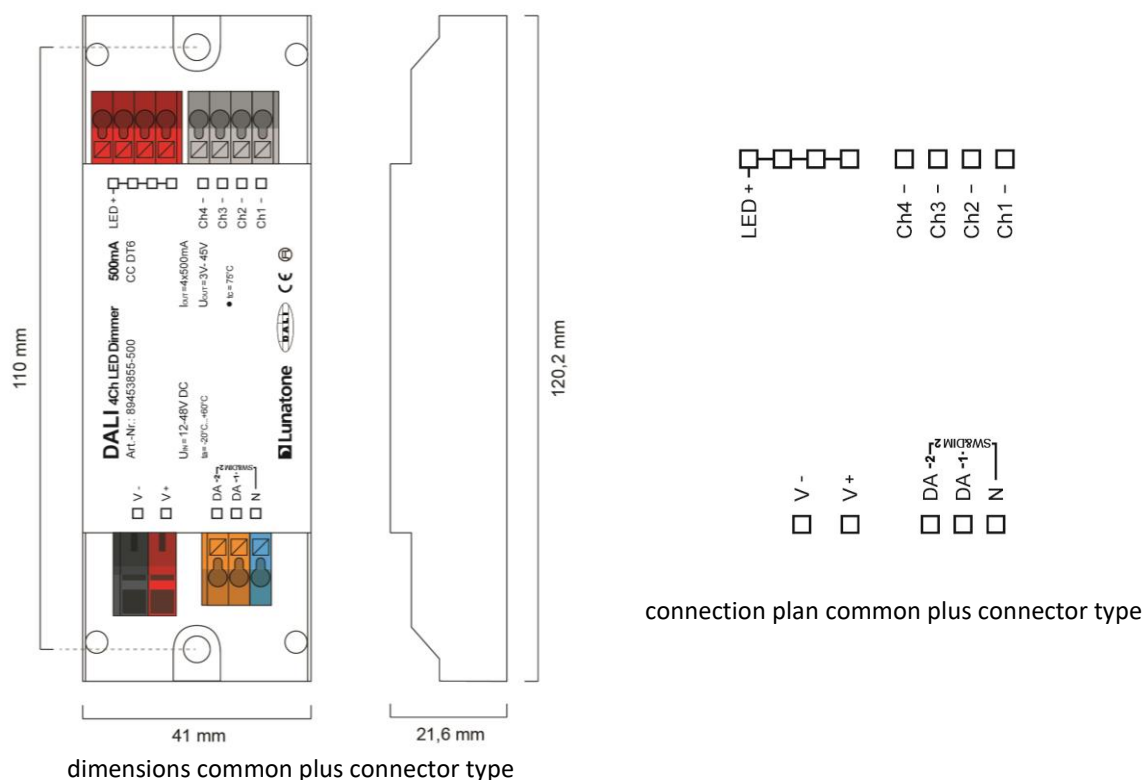 LED +
Ch4 -
Ch3 -
Ch2 -
Ch1 -
DALI 4Ch LED Dimmer 500mA
Art.-Nr.: 89453855-500 CC DT6
UIN=12-48V DC IOUT=4x500mA
ta=-20°C...+60°C UOUT=3V- 45V
• tc=75°C
Lunatone DALI CE
V -
V +
DA -2-
DA -1-
N
SW&DIM 2
110 mm
41 mm
21,6 mm
120,2 mm
dimensions common plus connector type
LED +
Ch4 -
Ch3 -
Ch2 -
Ch1 -
V -
V +
DA -2-
DA -1-
N
SW&DIM 2
connection plan common plus connector type